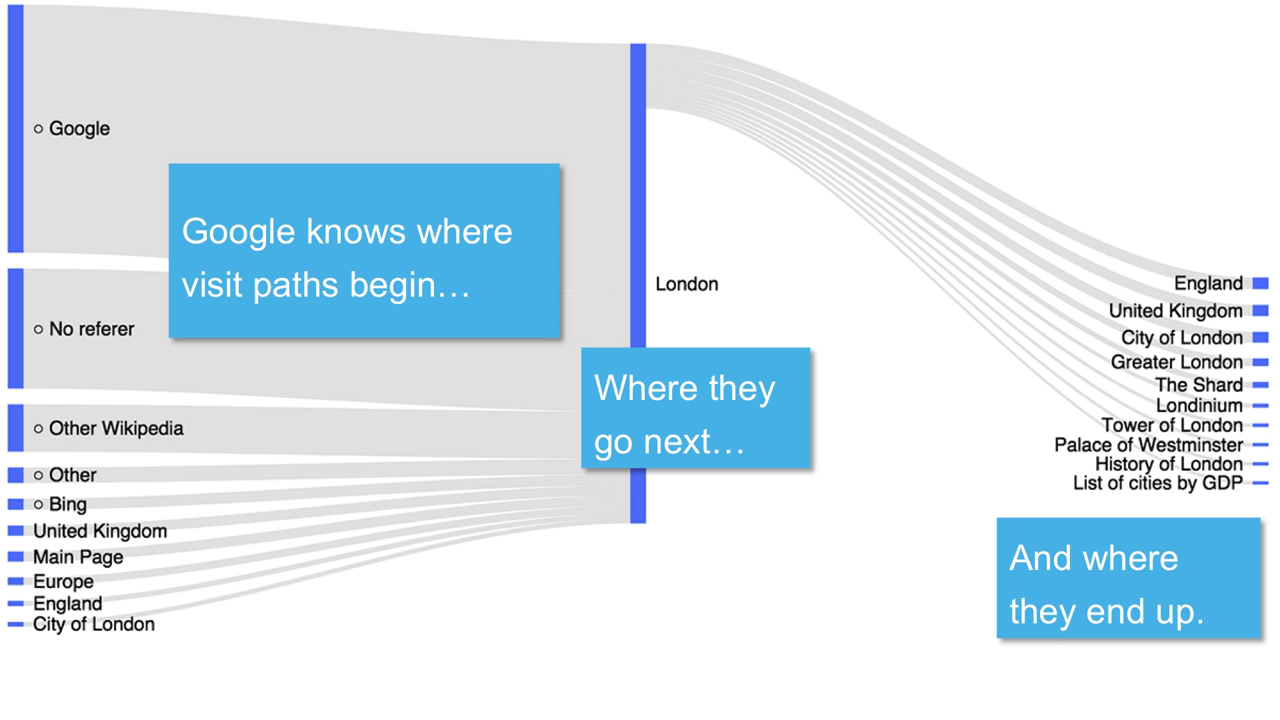 Google
No referer
Other Wikipedia
Other
Bing
United Kingdom
Main Page
Europe
England
City of London
Google knows where
visit paths begin…
London
Where they
go next…
England
United Kingdom
City of London
Greater London
The Shard
Londinium
Tower of London
Palace of Westminster
History of London
List of cities by GDP
And where
they end up.